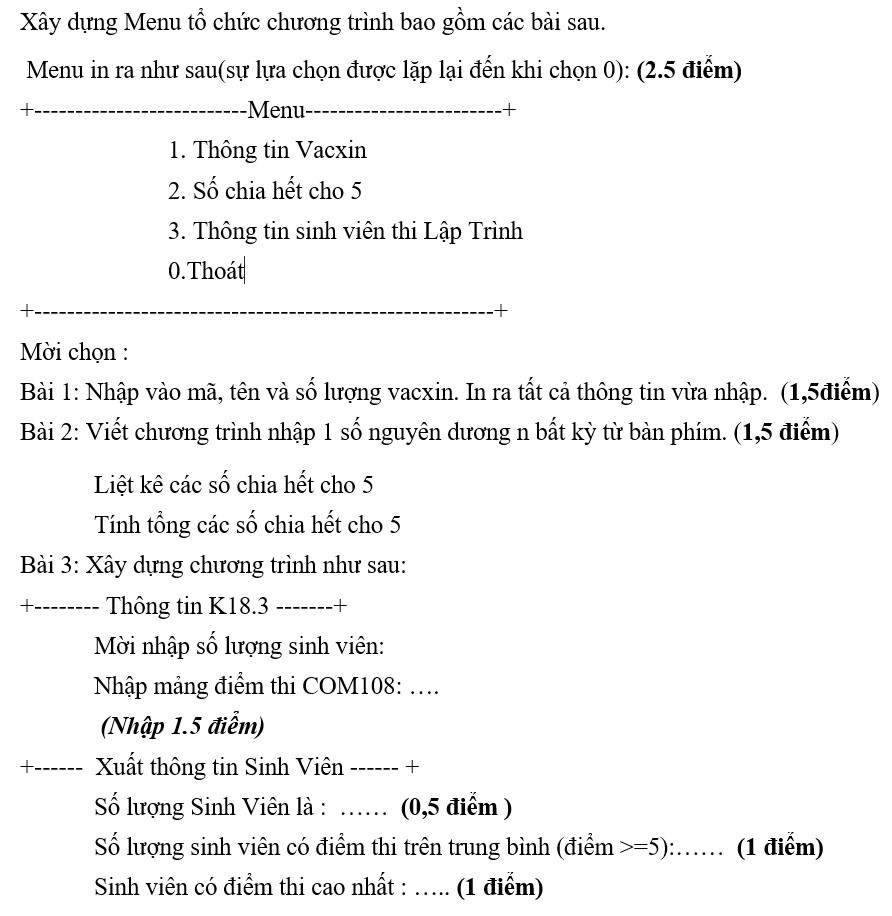 Xây dựng Menu tổ chức chương trình bao gồm các bài sau.
Menu in ra như sau(sự lựa chọn được lặp lại đến khi chọn 0): (2.5 điểm)
+--------------------------Menu------------------------+
1. Thông tin Vacxin
2. Số chia hết cho 5
3. Thông tin sinh viên thi Lập Trình
0.Thoát
+--------------------------------------------------------+
Mời chọn :
Bài 1: Nhập vào mã, tên và số lượng vacxin. In ra tất cả thông tin vừa nhập. (1,5điểm)
Bài 2: Viết chương trình nhập 1 số nguyên dương n bất kỳ từ bàn phím. (1,5 điểm)
Liệt kê các số chia hết cho 5
Tính tổng các số chia hết cho 5
Bài 3: Xây dựng chương trình như sau:
+-------- Thông tin K18.3 -------+
Mời nhập số lượng sinh viên:
Nhập mảng điểm thi COM108: ….
(Nhập 1.5 điểm)
+------ Xuất thông tin Sinh Viên ------ +
Số lượng Sinh Viên là : …… (0,5 điểm )
Số lượng sinh viên có điểm thi trên trung bình (điểm >=5):…… (1 điểm)
Sinh viên có điểm thi cao nhất : ….. (1 điểm)